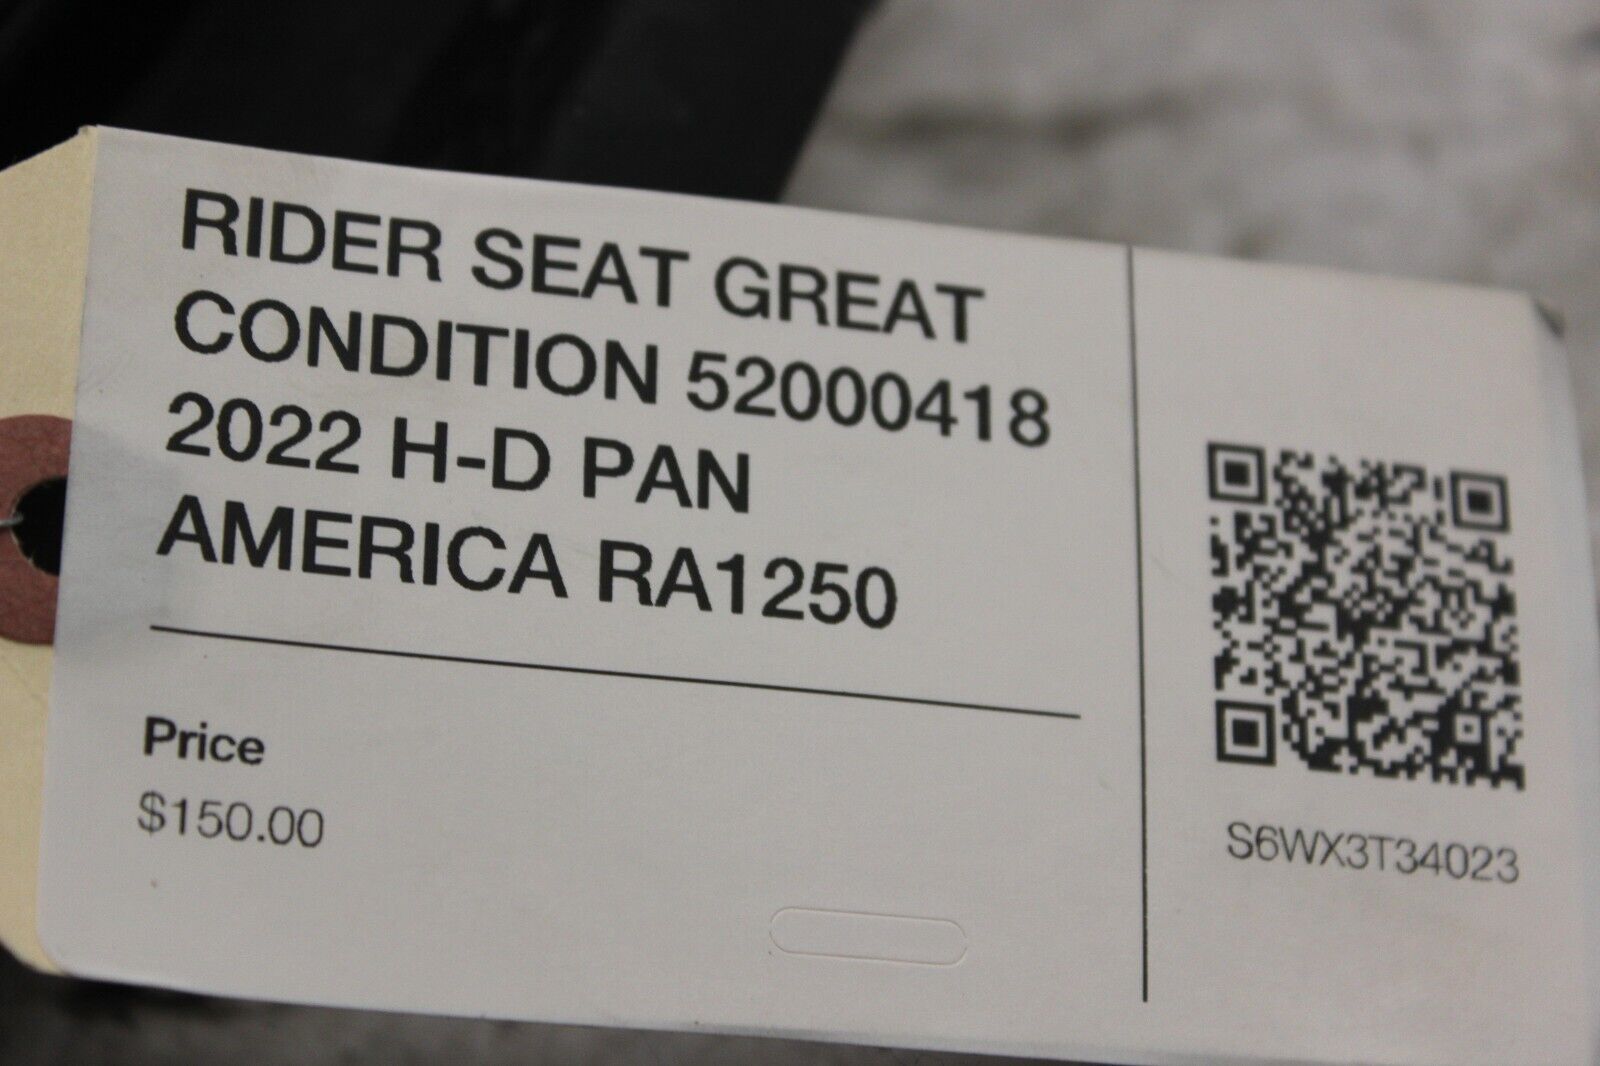 RIDER SEAT GREAT
CONDITION 52000418
2022 H-D PAN
AMERICA RA1250
Price
$150.00
S6WX3T34023